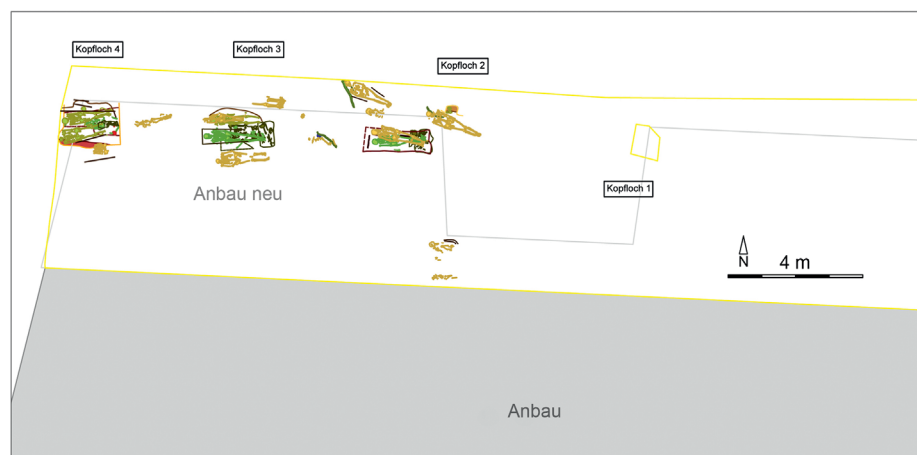 Kopfloch 4
Kopfloch 3
Kopfloch 2
Kopfloch 1
Anbau neu
N
4 m
Anbau